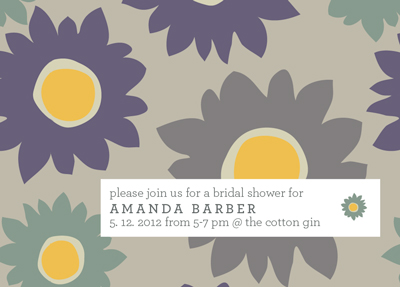 please join us for a bridal shower for
AMANDA BARBER
5. 12. 2012 from 5-7 pm @ the cotton gin